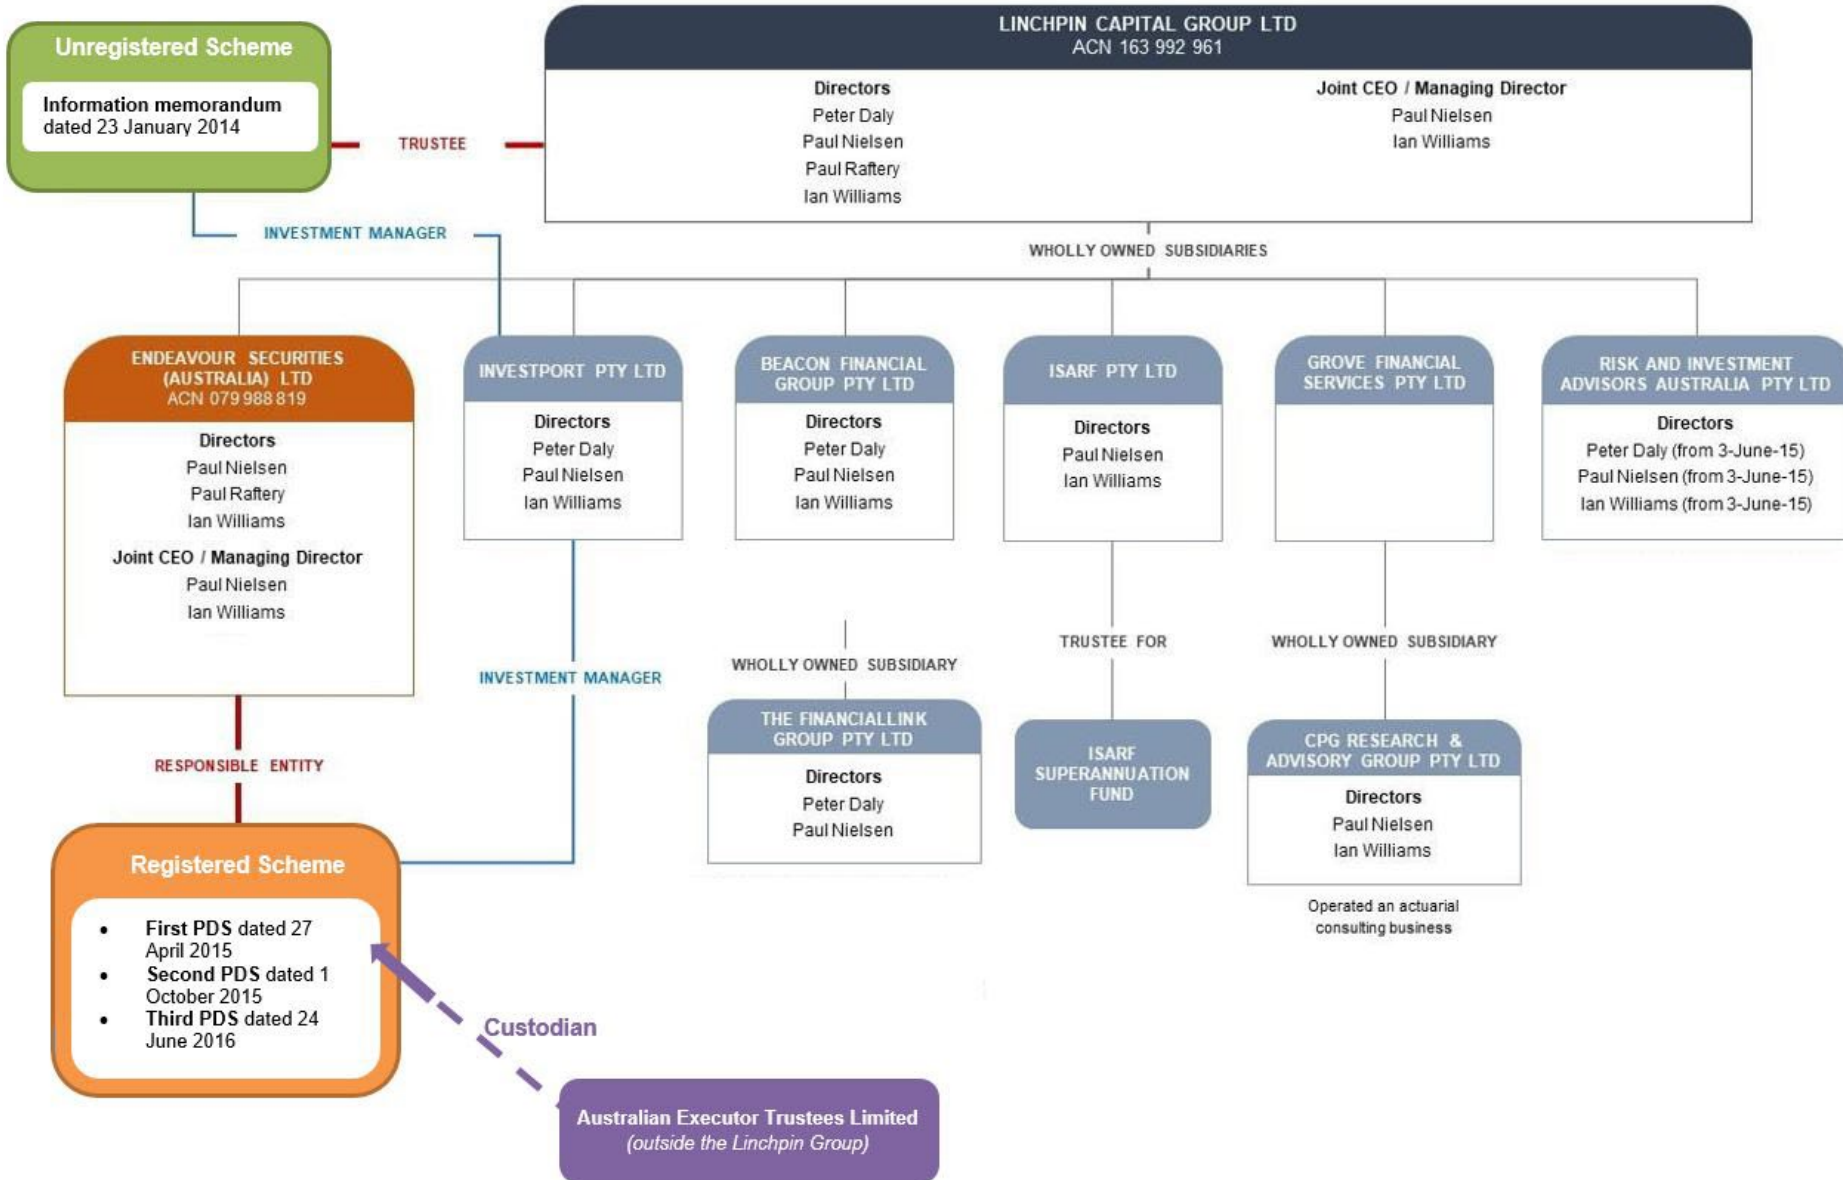 Unregistered Scheme
Information memorandum
dated 23 January 2014
LINCHPIN CAPITAL GROUP LTD
ACN 163 992 961
Directors
Peter Daly
Paul Nielsen
Paul Raftery
Ian Williams
Joint CEO / Managing Director
Paul Nielsen
Ian Williams
TRUSTEE
INVESTMENT MANAGER
WHOLLY OWNED SUBSIDIARIES
ENDEAVOUR SECURITIES
(AUSTRALIA) LTD
ACN 079 988 819
Directors
Paul Nielsen
Paul Raftery
Ian Williams
Joint CEO / Managing Director
Paul Nielsen
Ian Williams
INVESTPORT PTY LTD
Directors
Peter Daly
Paul Nielsen
Ian Williams
BEACON FINANCIAL
GROUP PTY LTD
Directors
Peter Daly
Paul Nielsen
Ian Williams
ISARF PTY LTD
Directors
Paul Nielsen
Ian Williams
GROVE FINANCIAL
SERVICES PTY LTD
RISK AND INVESTMENT
ADVISORS AUSTRALIA PTY LTD
Directors
Peter Daly (from 3-June-15)
Paul Nielsen (from 3-June-15)
Ian Williams (from 3-June-15)
RESPONSIBLE ENTITY
INVESTMENT MANAGER
WHOLLY OWNED SUBSIDIARY
TRUSTEE FOR
WHOLLY OWNED SUBSIDIARY
THE FINANCIALLINK
GROUP PTY LTD
Directors
Peter Daly
Paul Nielsen
ISARF
SUPERANNUATION
FUND
CPG RESEARCH &
ADVISORY GROUP PTY LTD
Directors
Paul Nielsen
Ian Williams
Operated an actuarial
consulting business
Registered Scheme
• First PDS dated 27
April 2015
• Second PDS dated 1
October 2015
• Third PDS dated 24
June 2016
Custodian
Australian Executor Trustees Limited
(outside the Linchpin Group)